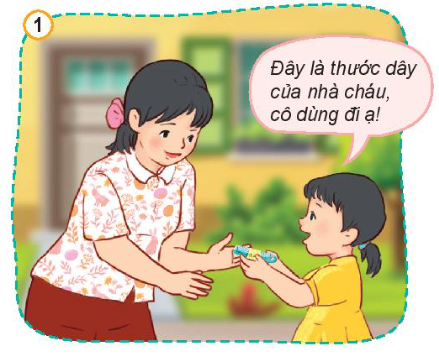 1
Đây là thước dây
của nhà cháu,
cô dùng đi ạ!